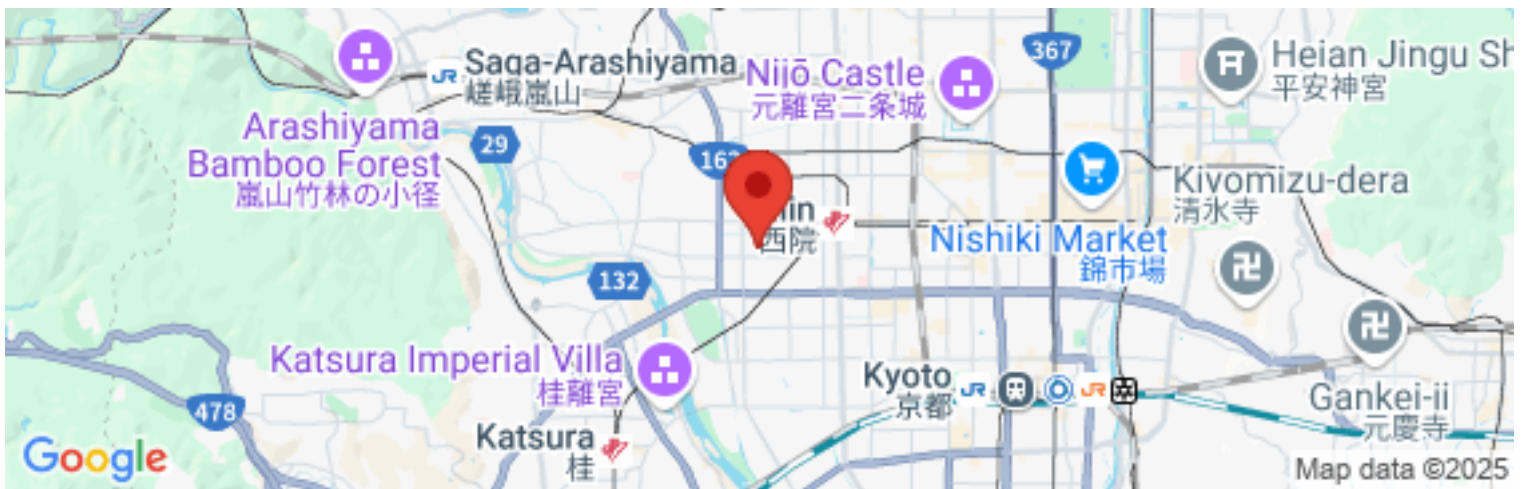 Saga-Arashiyama
嵯峨嵐山
Nijō Castle
元離宮二条城
367
Heian Jingu Sh
平安神宮
Arashiyama
Bamboo Forest
嵐山竹林の小径
29
162
Kiyomizu-dera
清水寺
西院
Nishiki Market
錦市場
132
Katsura Imperial Villa
桂離宮
Kyoto
京都
JR
JR
JR
478
Katsura
桂
Gankei-ji
元慶寺
Google
Map data ©2025